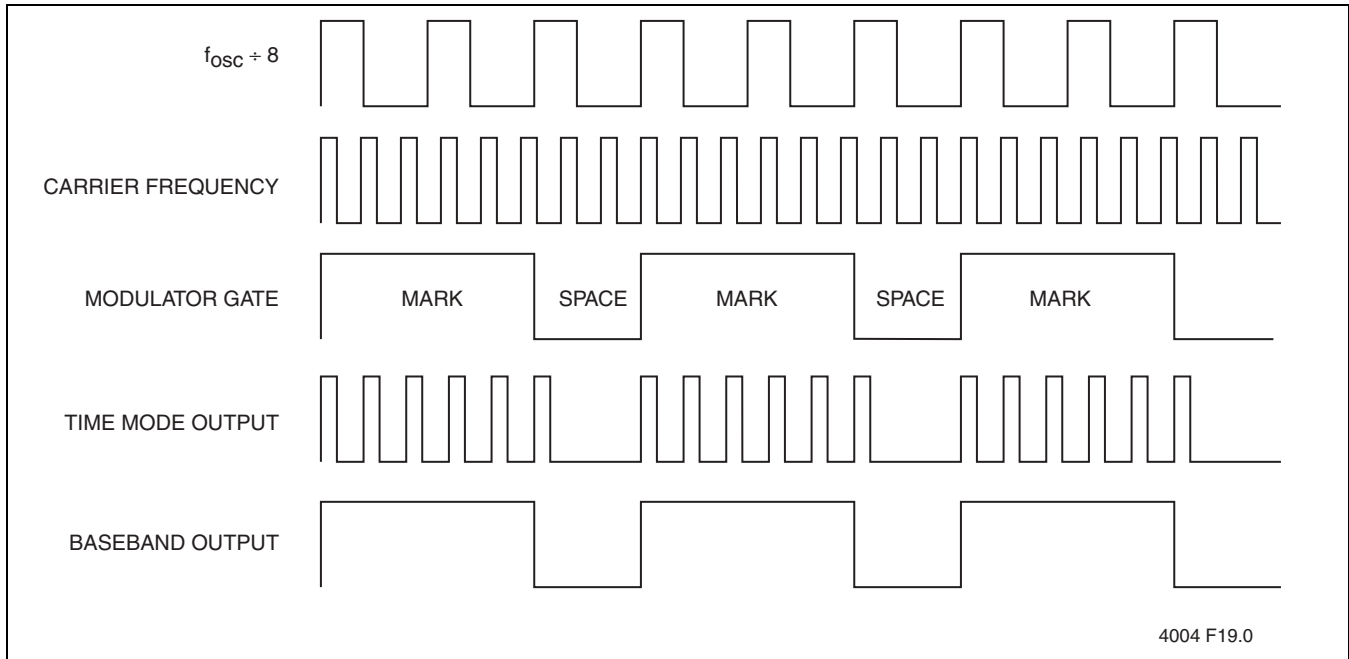 fOSC ÷ 8
CARRIER FREQUENCY
MODULATOR GATE
MARK SPACE MARK SPACE MARK
TIME MODE OUTPUT
BASEBAND OUTPUT
4004 F19.0